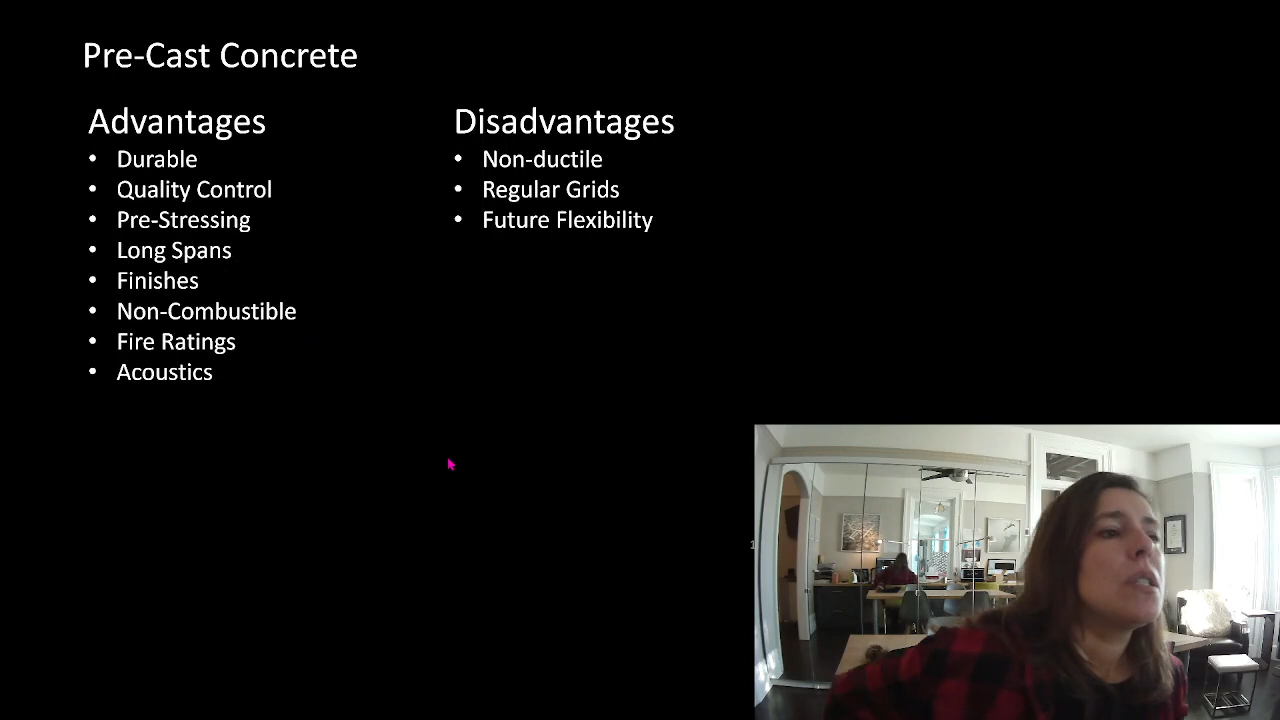 Pre-Cast Concrete
Advantages
• Durable
• Quality Control
• Pre-Stressing
• Long Spans
• Finishes
• Non-Combustible
• Fire Ratings
• Acoustics
Disadvantages
• Non-ductile
• Regular Grids
• Future Flexibility